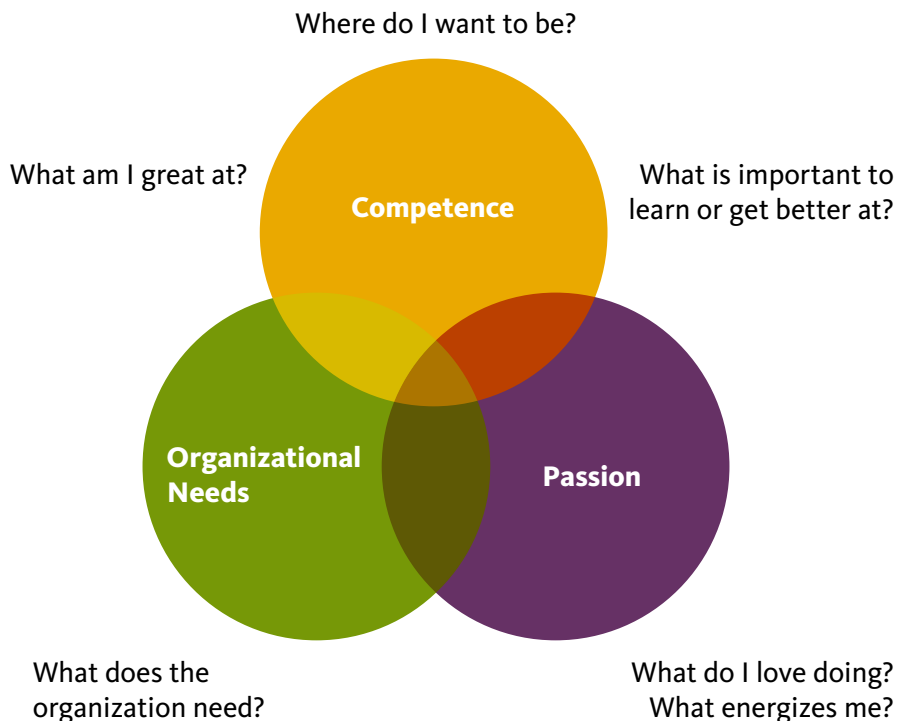 Where do I want to be?
What am I great at?
What is important to
learn or get better at?
Competence
Organizational
Needs
Passion
What does the
organization need?
What do I love doing?
What energizes me?